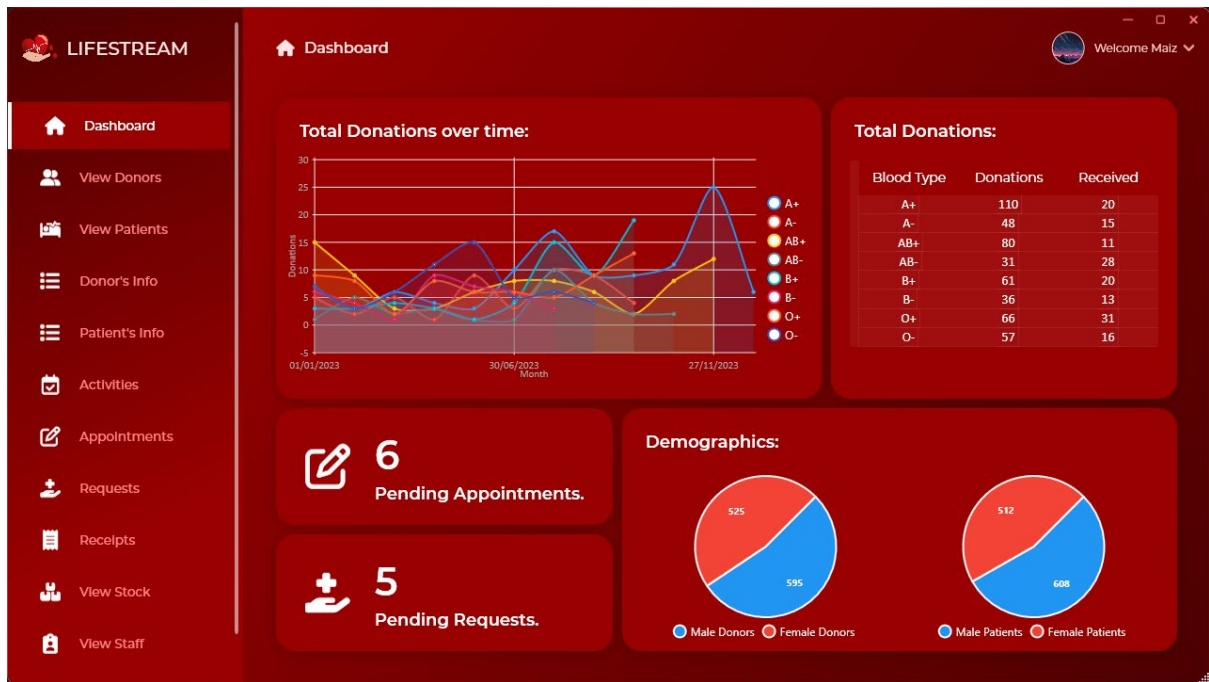 LIFESTREAM
Dashboard
Welcome Maiz
Dashboard
View Donors
View Patients
Donor's Info
Patient's Info
Activities
Appointments
Requests
Receipts
View Stock
View Staff
Total Donations over time:
30
25
20
15
10
5
0
-5
Donations
01/01/2023 30/06/2023 27/11/2023
Month
A+
A-
AB+
AB-
B+
B-
O+
O-
Total Donations:
Blood Type Donations Received
A+ 110 20
A- 48 15
AB+ 80 11
AB- 31 28
B+ 61 20
B- 36 13
O+ 66 31
O- 57 16
6
Pending Appointments.
5
Pending Requests.
Demographics:
525
595
Male Donors Female Donors
512
608
Male Patients Female Patients